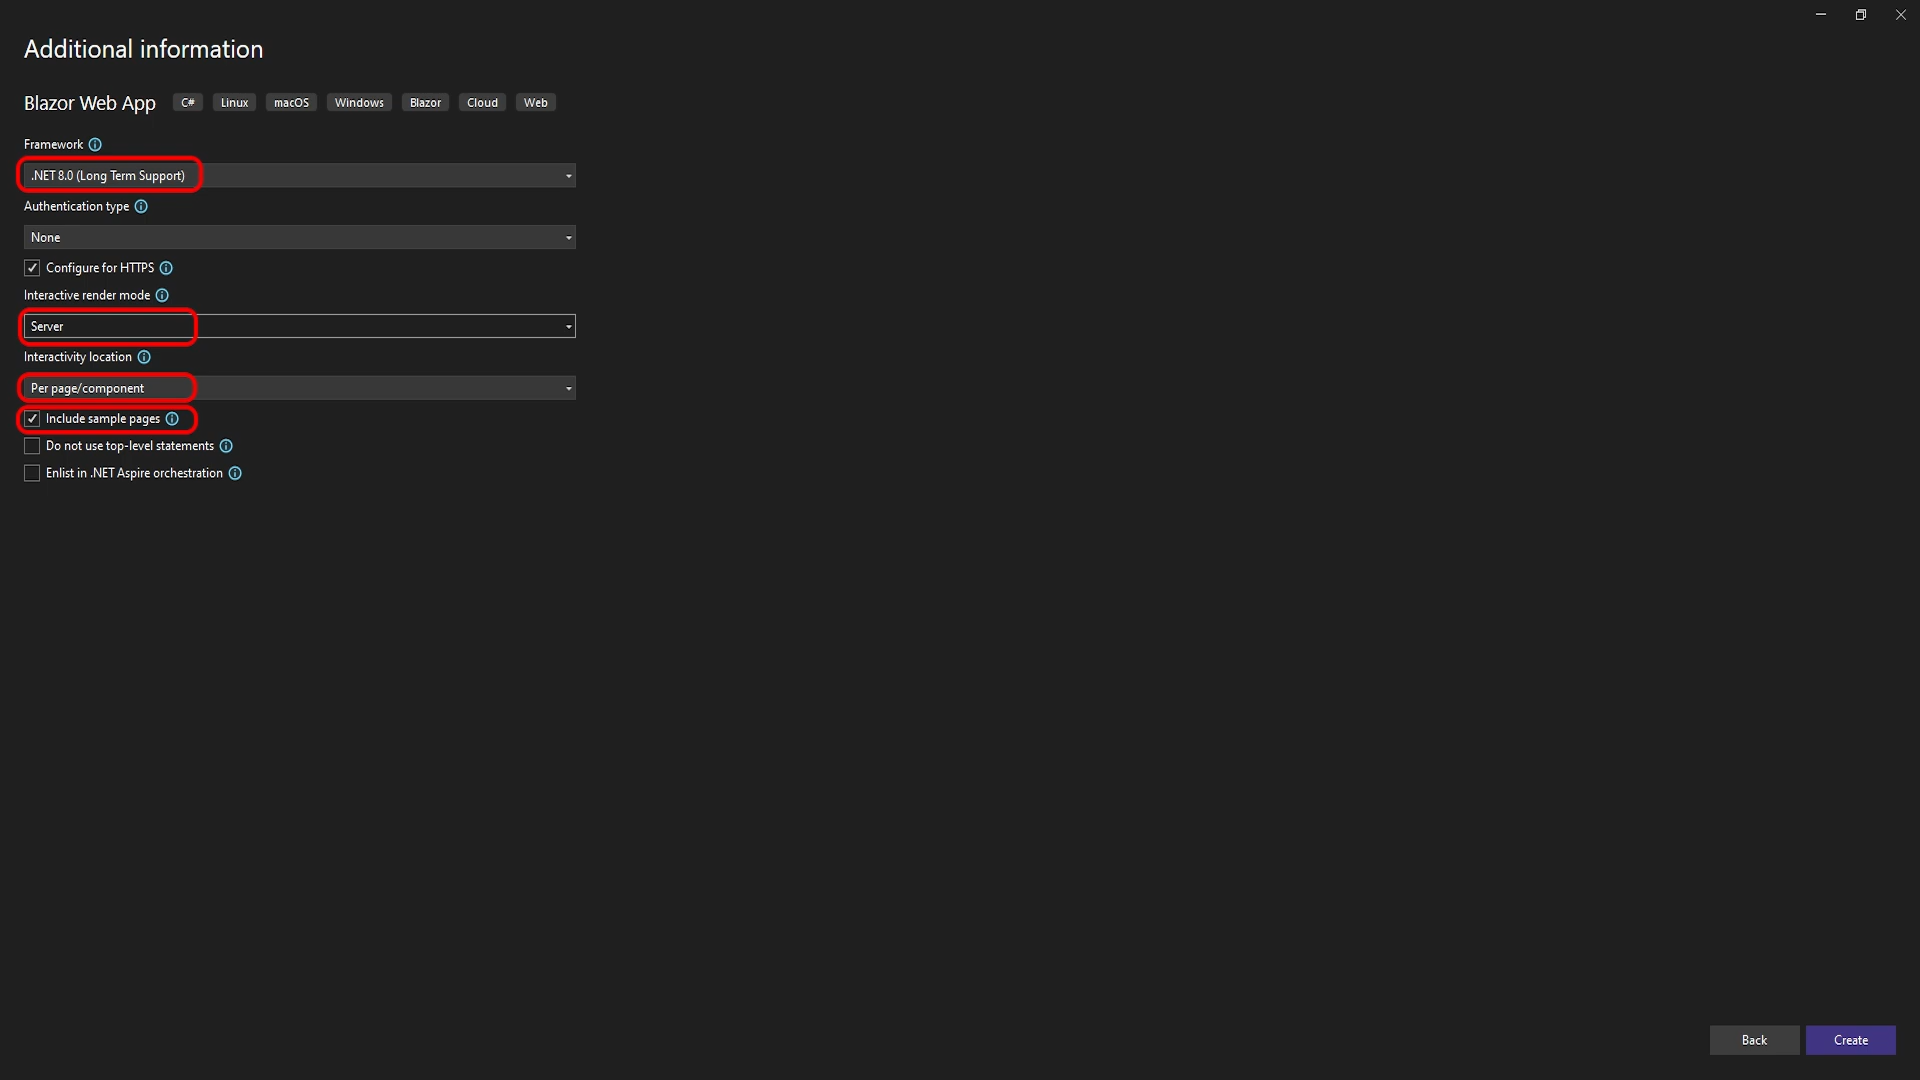 Additional information
Blazor Web App C# Linux macOS Windows Blazor Cloud Web
Framework
.NET 8.0 (Long Term Support)
Authentication type
None
Configure for HTTPS
Interactive render mode
Server
Interactivity location
Per page/component
Include sample pages
Do not use top-level statements
Enlist in .NET Aspire orchestration
Back Create